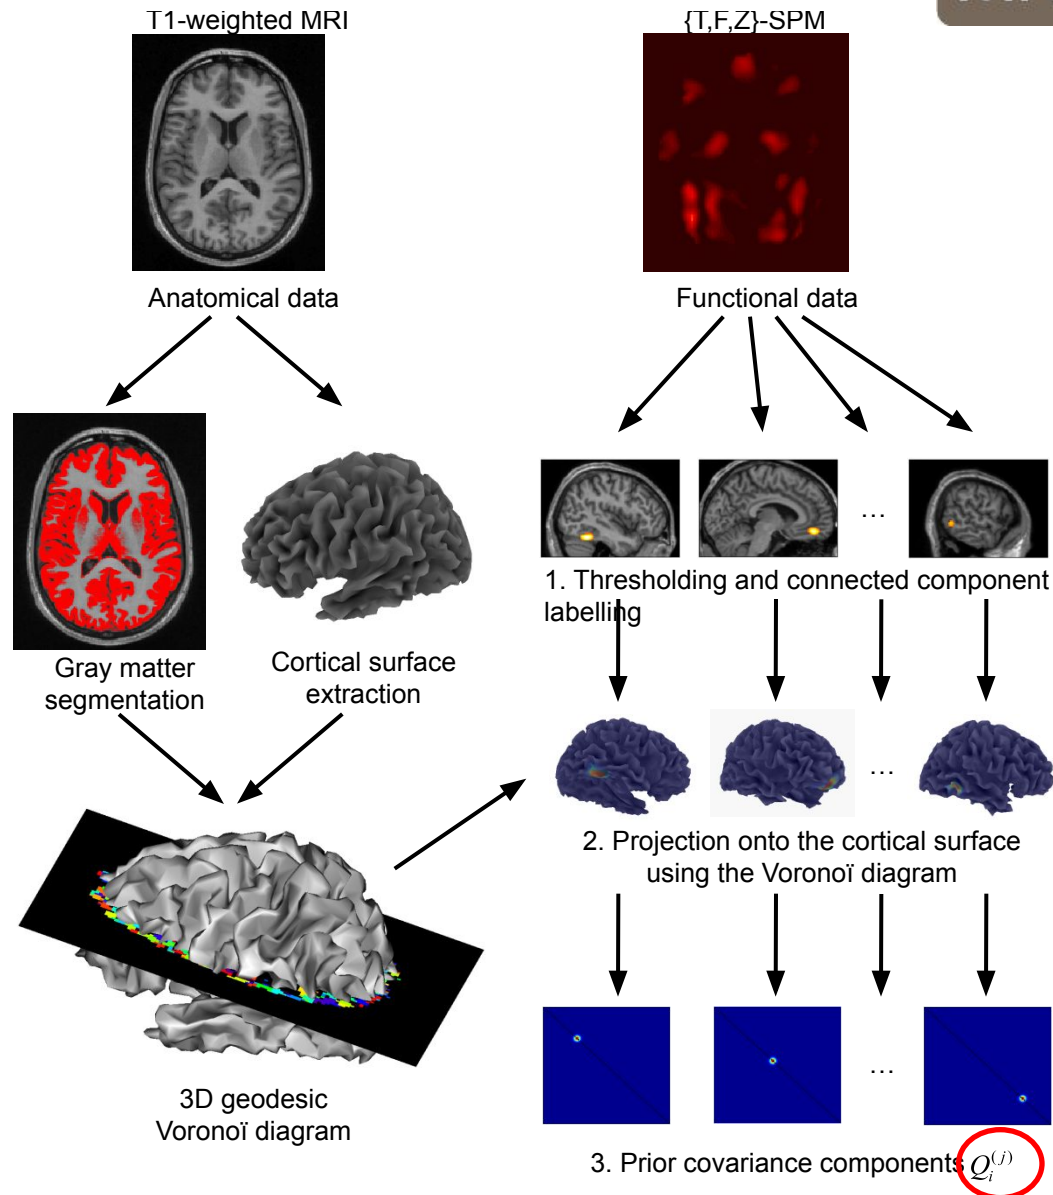 T1-weighted MRI
{T,F,Z}-SPM
Anatomical data
Functional data
...
1. Thresholding and connected component
labelling
Gray matter
segmentation
Cortical surface
extraction
...
2. Projection onto the cortical surface
using the Voronoï diagram
...
3D geodesic
Voronoï diagram
3. Prior covariance components Q_i^(j)